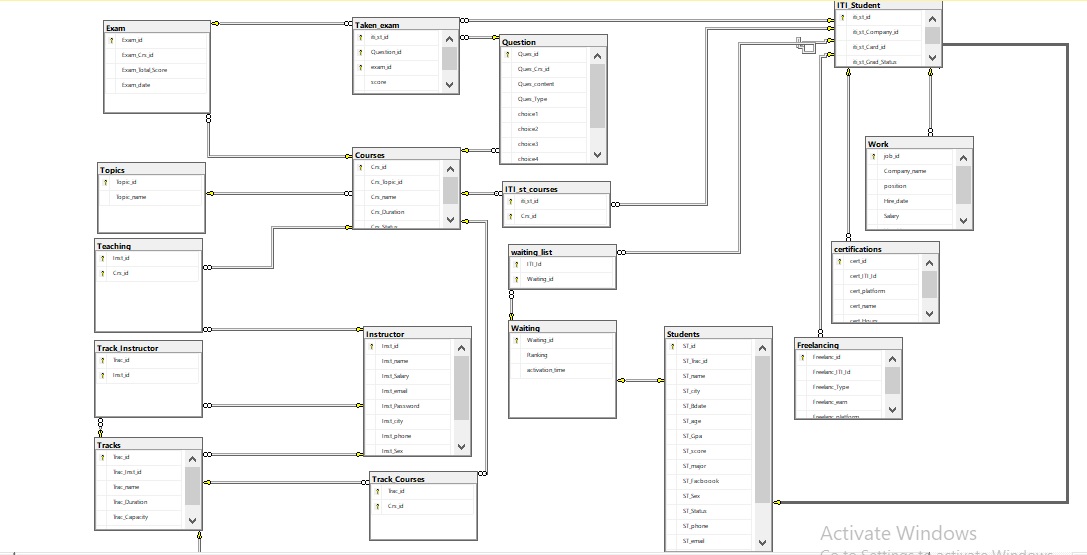 Exam
Exam_id
Exam_Crs_id
Exam_Total_Score
Exam_date
Taken_exam
iti_st_id
Question_id
exam_id
score
Question
Ques_id
Ques_Crs_id
Ques_content
Ques_Type
choice1
choice2
choice3
choice4
ITI_Student
iti_st_id
iti_st_Company_id
iti_st_Card_id
iti_st_Grad_Status
Topics
Topic_id
Topic_name
Courses
Crs_id
Crs_Topic_id
Crs_name
Crs_Duration
Crs_Status
ITI_st_courses
iti_st_id
Crs_id
Work
job_id
Company_name
position
Hire_date
Salary
Teaching
Inst_id
Crs_id
waiting_list
ITI_Id
Waiting_id
certifications
cert_id
cert_ITI_Id
cert_platform
cert_name
cert_Hours
Track_Instructor
Trac_id
Inst_id
Instructor
Inst_id
Inst_name
Inst_Salary
Inst_email
Inst_Password
Inst_city
Inst_phone
Inst_Sex
Waiting
Waiting_id
Ranking
activation_time
Students
ST_id
ST_Trac_id
ST_name
ST_city
ST_Bdate
ST_age
ST_Gpa
ST_score
ST_major
ST_Facboook
ST_Sex
ST_Status
ST_phone
ST_email
Freelancing
Freelanc_id
Freelanc_ITI_Id
Freelanc_Type
Freelanc_earn
Freelanc_platform
Tracks
Trac_id
Trac_Inst_id
Trac_name
Trac_Duration
Trac_Capacity
Track_Courses
Trac_id
Crs_id
Activate Windows
Go to Settings to activate Windows